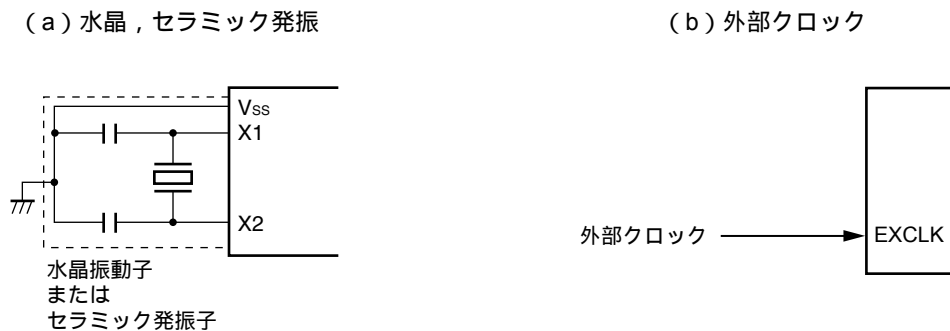 （a）水晶，セラミック発振
（b）外部クロック
VSS
X1
X2
水晶振動子
または
セラミック発振子
外部クロック
EXCLK